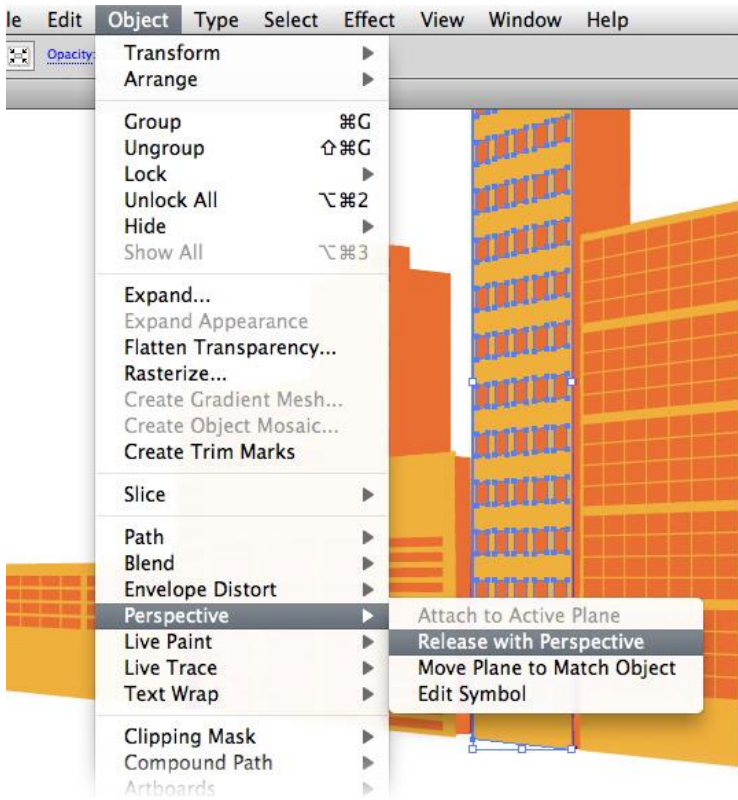 le Edit Object Type Select Effect View Window Help
Opacity:
Transform
Arrange
Group ⌘G
Ungroup ⇧⌘G
Lock
Unlock All ⌥⌘2
Hide
Show All ⌥⌘3
Expand...
Expand Appearance
Flatten Transparency...
Rasterize...
Create Gradient Mesh...
Create Object Mosaic...
Create Trim Marks
Slice
Path
Blend
Envelope Distort
Perspective
Live Paint
Live Trace
Text Wrap
Clipping Mask
Compound Path
Artboards
Attach to Active Plane
Release with Perspective
Move Plane to Match Object
Edit Symbol